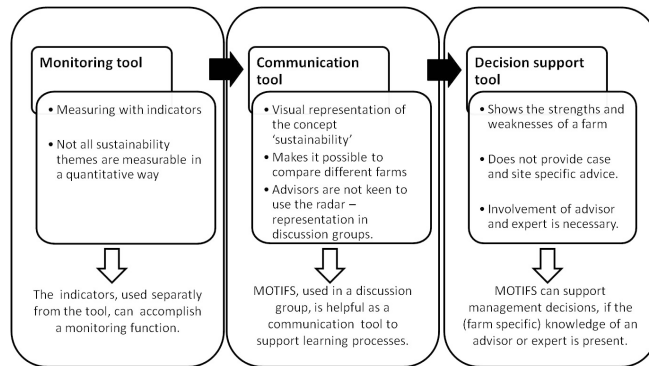 Monitoring tool
• Measuring with indicators
• Not all sustainability
themes are measurable in
a quantitative way
The indicators, used separatly
from the tool, can accomplish
a monitoring function.
Communication
tool
• Visual representation of
the concept
'sustainability'
• Makes it possible to
compare different farms
• Advisors are not keen to
use the radar –
representation in
discussion groups.
MOTIFS, used in a discussion
group, is helpful as a
communication tool to
support learning processes.
Decision support
tool
• Shows the strengths and
weaknesses of a farm
• Does not provide case and
site specific advice.
• Involvement of advisor
and expert is necessary.
MOTIFS can support
management decisions, if the
(farm specific) knowledge of an
advisor or expert is present.